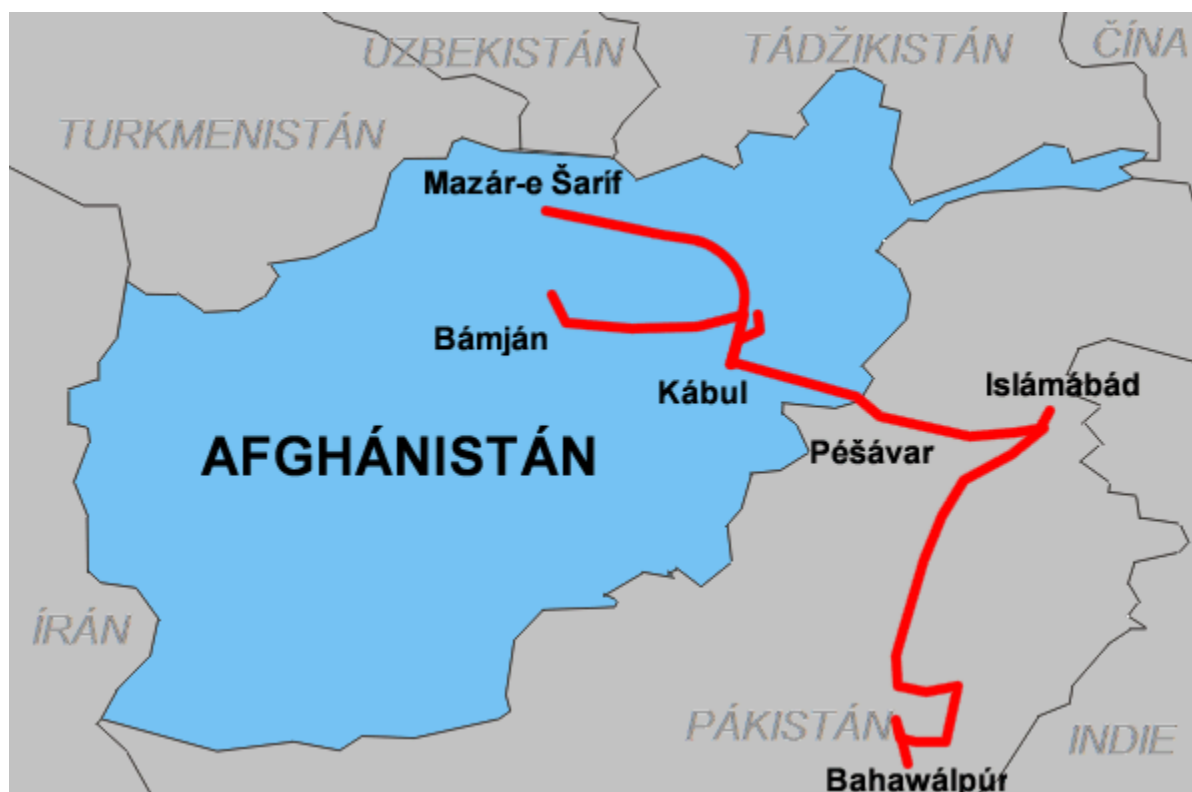 UZBEKISTÁN
TÁDŽIKISTÁN
ČÍNA
TURKMENISTÁN
Mazár-e Šaríf
Bámján
Kábul
Islámábád
AFGHÁNISTÁN
Péšávar
ÍRÁN
PÁKISTÁN
INDIE
Bahawálpúr